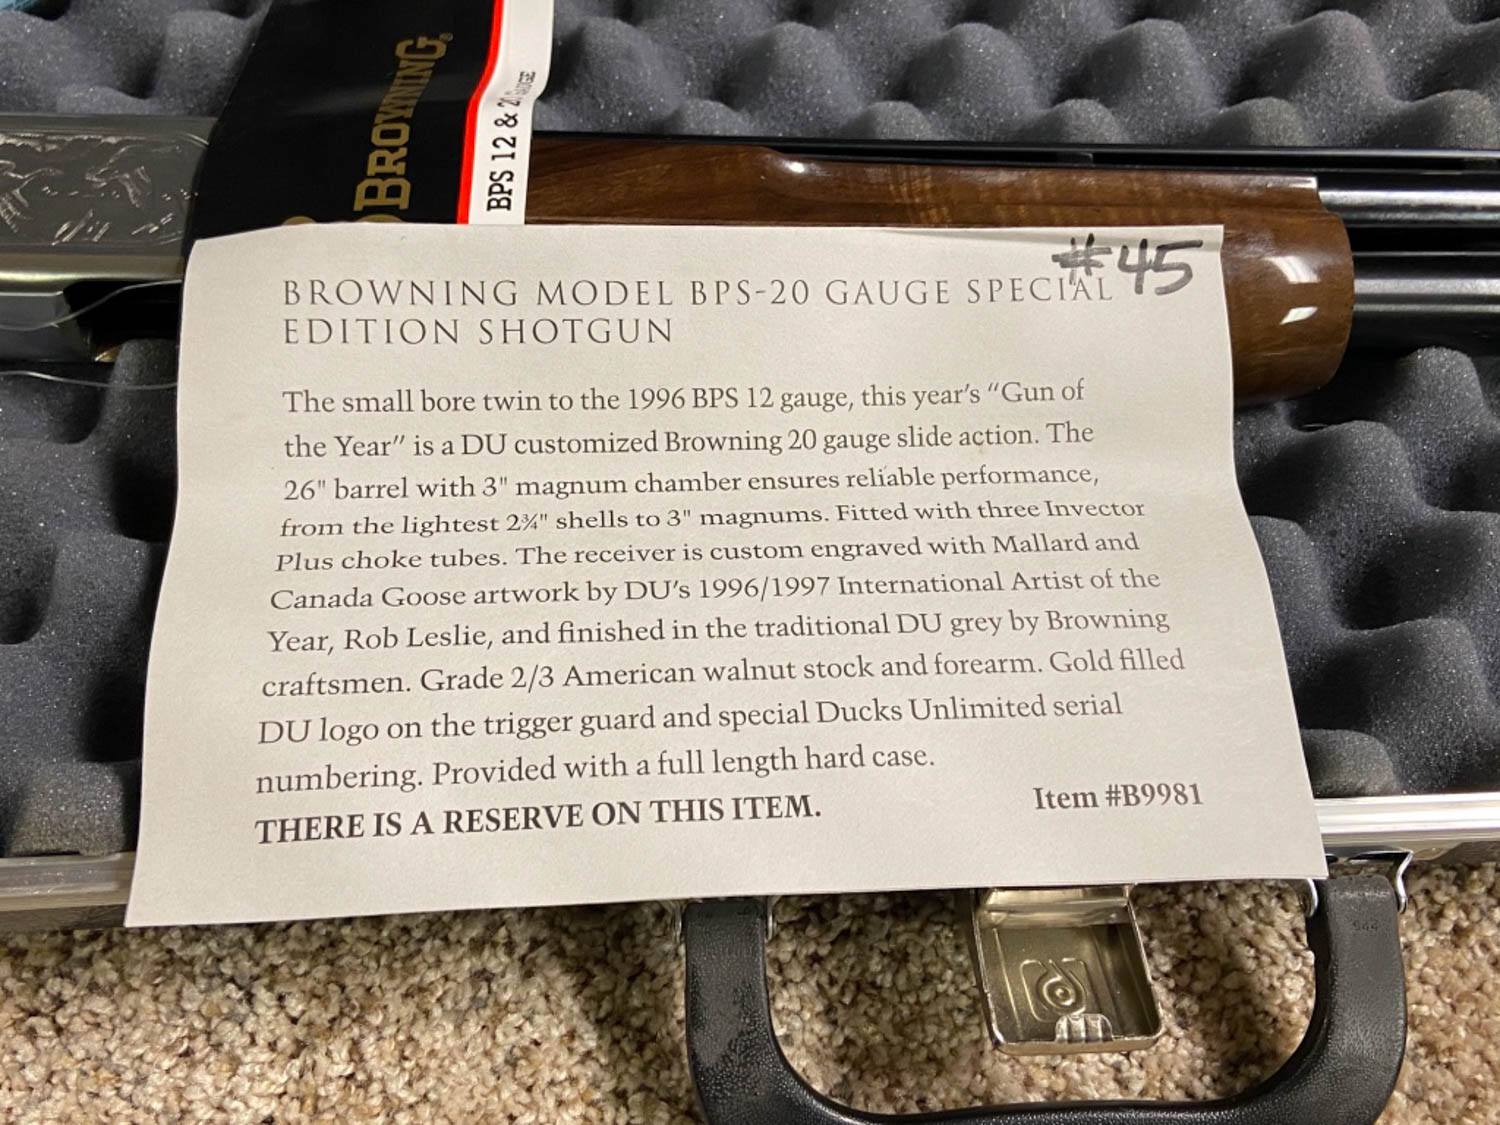 BROWNING®
BPS 12 & 20 GAUGE
#45
BROWNING MODEL BPS-20 GAUGE SPECIAL
EDITION SHOTGUN
The small bore twin to the 1996 BPS 12 gauge, this year's "Gun of
the Year" is a DU customized Browning 20 gauge slide action. The
26" barrel with 3" magnum chamber ensures reliable performance,
from the lightest 2¾" shells to 3" magnums. Fitted with three Invector
Plus choke tubes. The receiver is custom engraved with Mallard and
Canada Goose artwork by DU's 1996/1997 International Artist of the
Year, Rob Leslie, and finished in the traditional DU grey by Browning
craftsmen. Grade 2/3 American walnut stock and forearm. Gold filled
DU logo on the trigger guard and special Ducks Unlimited serial
numbering. Provided with a full length hard case.
THERE IS A RESERVE ON THIS ITEM. Item #B9981
944